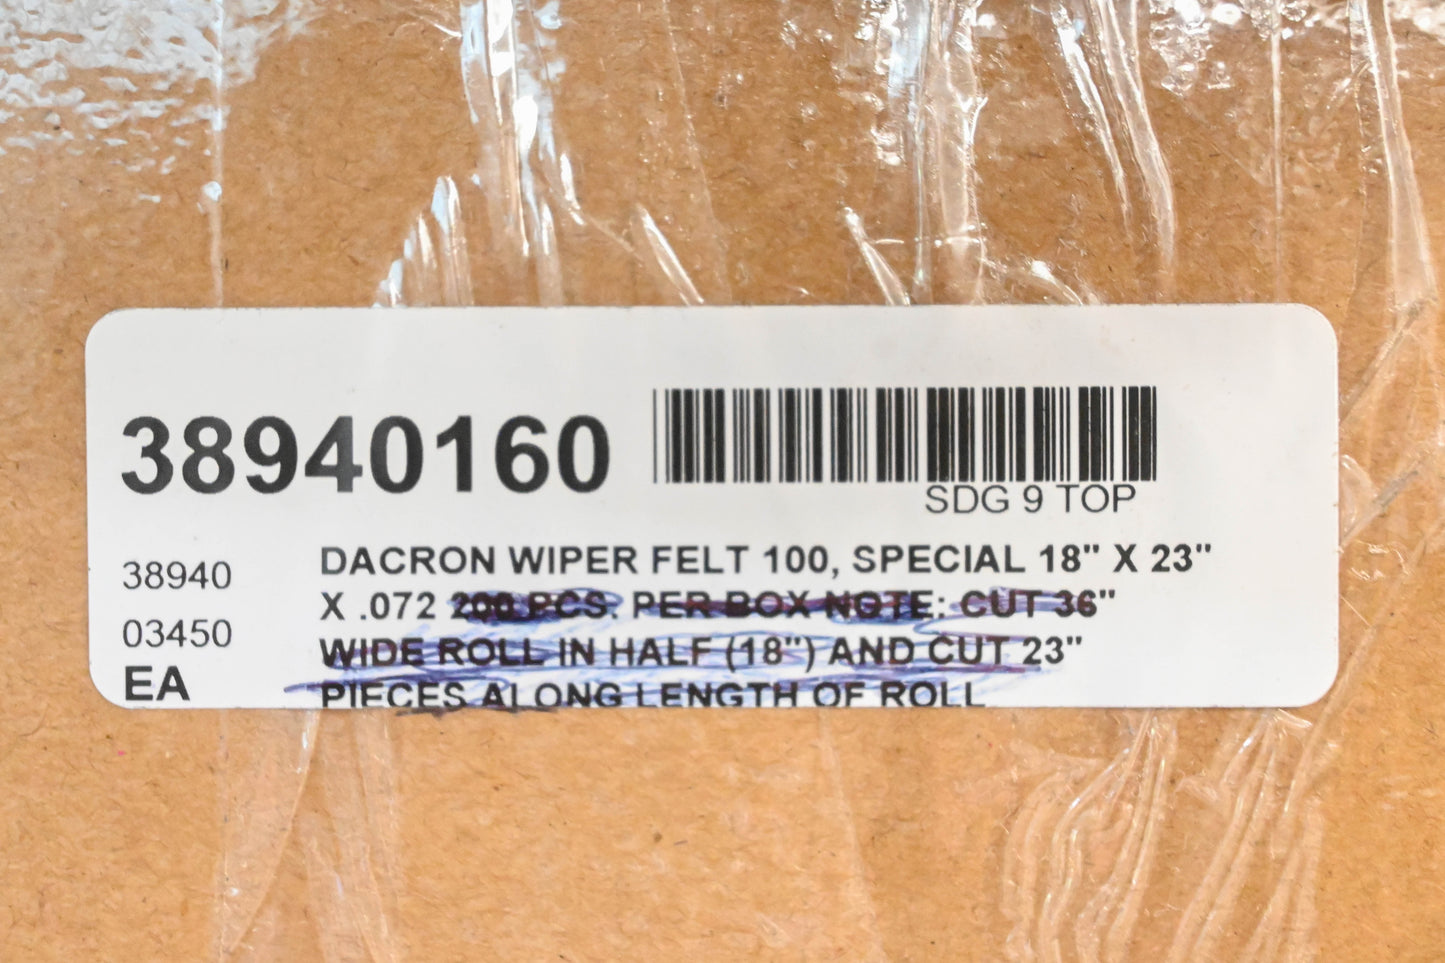 38940160
SDG 9 TOP
38940
03450
EA
DACRON WIPER FELT 100, SPECIAL 18" X 23"
X .072 200 PCS. PER BOX NOTE: CUT 36"
WIDE ROLL IN HALF (18") AND CUT 23"
PIECES ALONG LENGTH OF ROLL